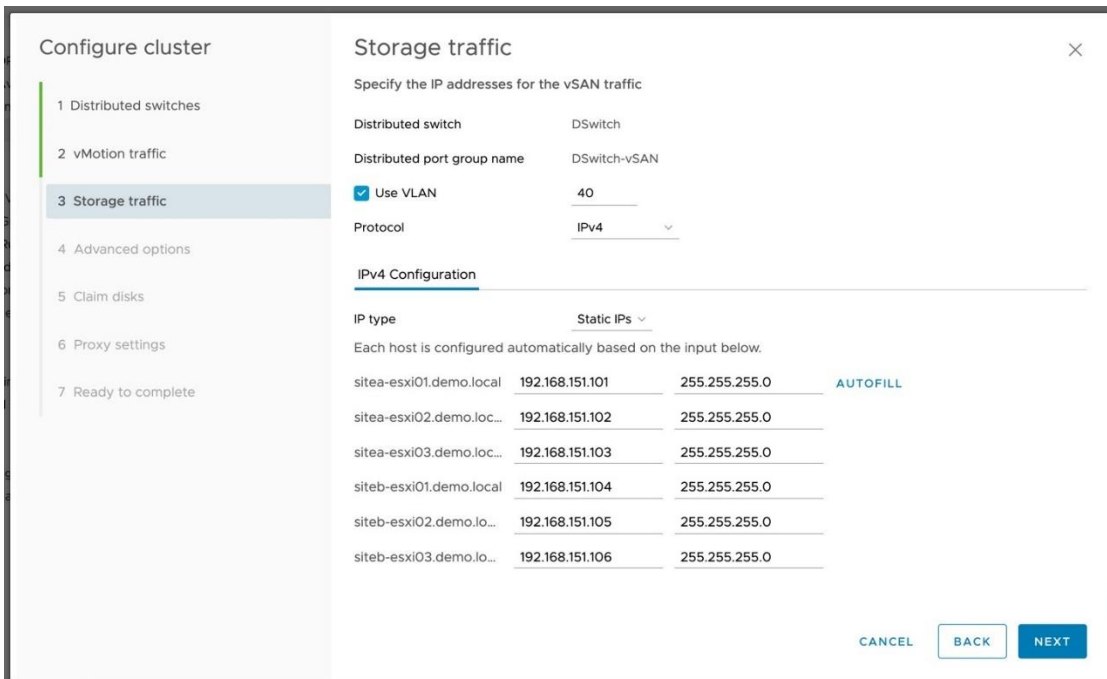 Configure cluster
1 Distributed switches
2 vMotion traffic
3 Storage traffic
4 Advanced options
5 Claim disks
6 Proxy settings
7 Ready to complete
Storage traffic
Specify the IP addresses for the vSAN traffic
Distributed switch DSwitch
Distributed port group name DSwitch-vSAN
Use VLAN 40
Protocol IPv4
IPv4 Configuration
IP type Static IPs
Each host is configured automatically based on the input below.
sitea-esxi01.demo.local 192.168.151.101 255.255.255.0 AUTOFILL
sitea-esxi02.demo.loc... 192.168.151.102 255.255.255.0
sitea-esxi03.demo.loc... 192.168.151.103 255.255.255.0
siteb-esxi01.demo.local 192.168.151.104 255.255.255.0
siteb-esxi02.demo.lo... 192.168.151.105 255.255.255.0
siteb-esxi03.demo.lo... 192.168.151.106 255.255.255.0
CANCEL BACK NEXT